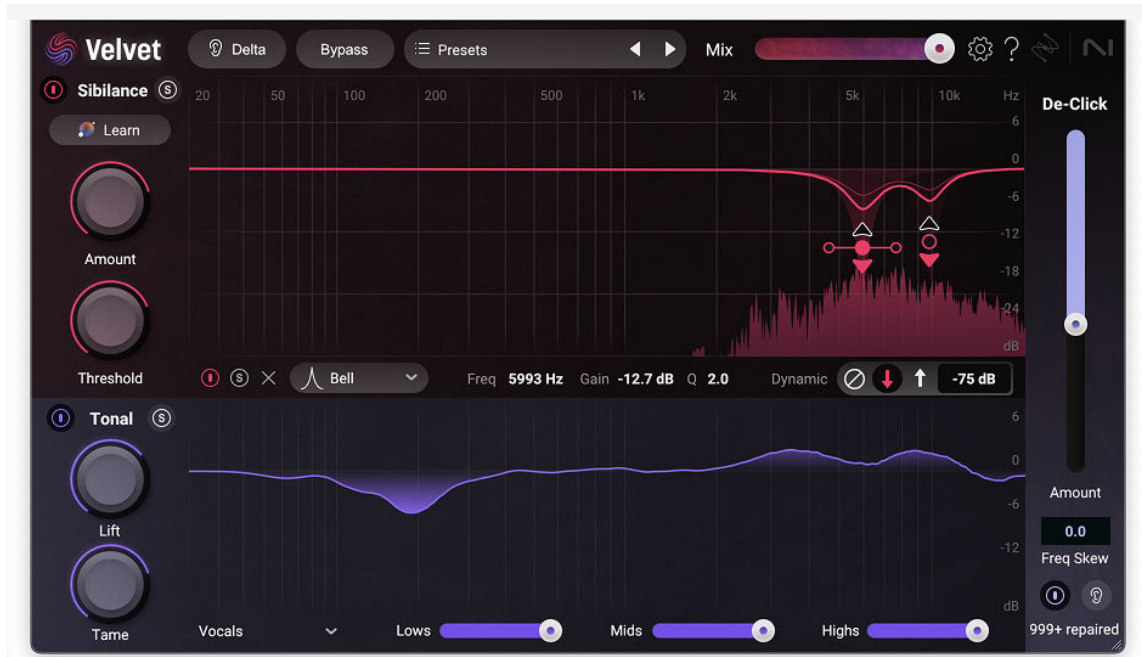 Velvet
Delta
Bypass
Presets
Mix
?
Sibilance S
20 50 100 200 500 1k 2k 5k 10k Hz
De-Click
Learn
6
0
-6
-12
-18
-24
dB
Amount
Threshold
S
Bell
Freq 5993 Hz Gain -12.7 dB Q 2.0
Dynamic
-75 dB
Tonal S
6
0
-6
-12
dB
Lift
Tame
Vocals
Lows
Mids
Highs
Amount
0.0
Freq Skew
999+ repaired